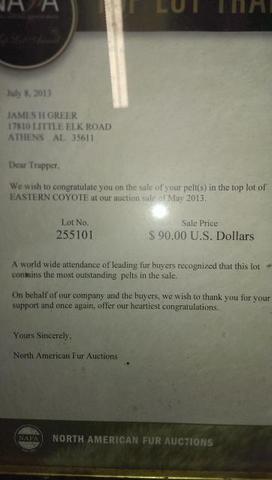 July 8, 2013
JAMES H GREER
17810 LITTLE ELK ROAD
ATHENS AL 35611
Dear Trapper,
We wish to congratulate you on the sale of your pelt(s) in the top lot of
EASTERN COYOTE at our auction sale of May 2013.
Lot No. Sale Price
255101 $ 90.00 U.S. Dollars
A world wide attendance of leading fur buyers recognized that this lot
contains the most outstanding pelts in the sale.
On behalf of our company and the buyers, we wish to thank you for your
support and once again, offer our heartiest congratulations.
Yours Sincerely,
North American Fur Auctions
NAFA NORTH AMERICAN FUR AUCTIONS